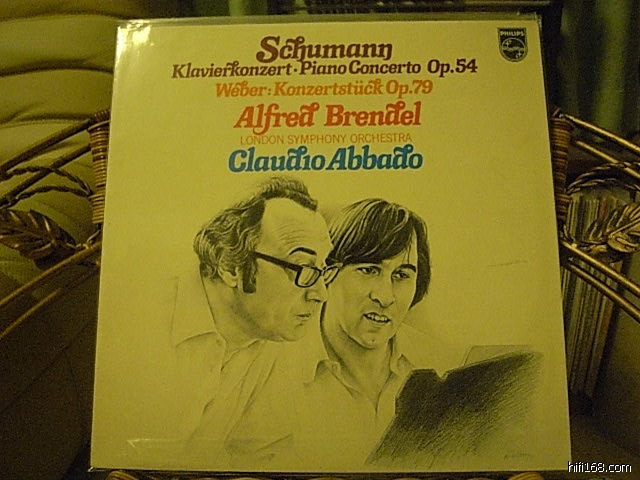 Schumann
Klavierkonzert · Piano Concerto Op. 54
Weber: Konzertstück Op. 79
Alfred Brendel
LONDON SYMPHONY ORCHESTRA
Claudio Abbado
PHILIPS
hifi168.com